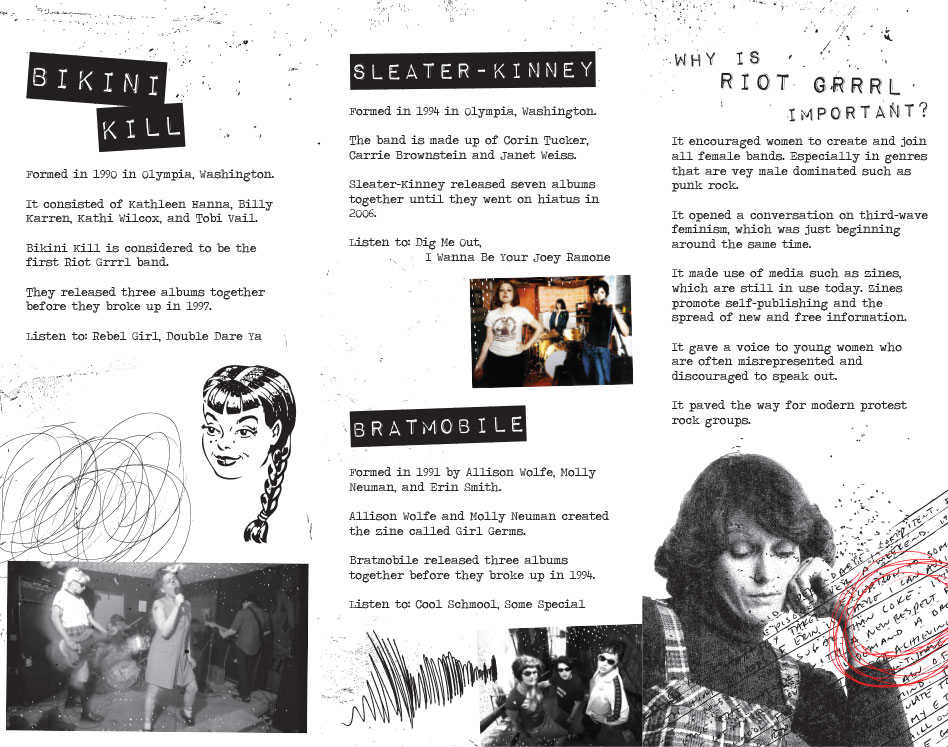 BIKINI
KILL
Formed in 1990 in Olympia, Washington.
It consisted of Kathleen Hanna, Billy
Karren, Kathi Wilcox, and Tobi Vail.
Bikini Kill is considered to be the
first Riot Grrrl band.
They released three albums together
before they broke up in 1997.
Listen to: Rebel Girl, Double Dare Ya
SLEATER-KINNEY
Formed in 1994 in Olympia, Washington.
The band is made up of Corin Tucker,
Carrie Brownstein and Janet Weiss.
Sleater-Kinney released seven albums
together until they went on hiatus in
2006.
Listen to: Dig Me Out,
I Wanna Be Your Joey Ramone
BRATMOBILE
Formed in 1991 by Allison Wolfe, Molly
Neuman, and Erin Smith.
Allison Wolfe and Molly Neuman created
the zine called Girl Germs.
Bratmobile released three albums
together before they broke up in 1994.
Listen to: Cool Schmool, Some Special
WHY IS
RIOT GRRRL
IMPORTANT?
It encouraged women to create and join
all female bands. Especially in genres
that are vey male dominated such as
punk rock.
It opened a conversation on third-wave
feminism, which was just beginning
around the same time.
It made use of media such as zines,
which are still in use today. Zines
promote self-publishing and the
spread of new and free information.
It gave a voice to young women who
are often misrepresented and
discouraged to speak out.
It paved the way for modern protest
rock groups.
THAN COKE.
A NEW RESPECT
DEMAND A